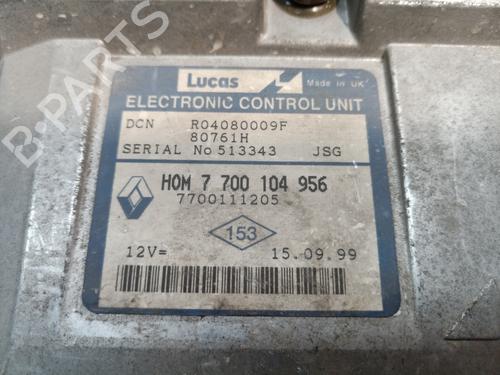 B-PARTS
Lucas
Made in UK
ELECTRONIC CONTROL UNIT
DCN R04080009F
80761H
SERIAL No 513343 JSG
HOM 7 700 104 956
7700111205
153
12V= 15.09.99